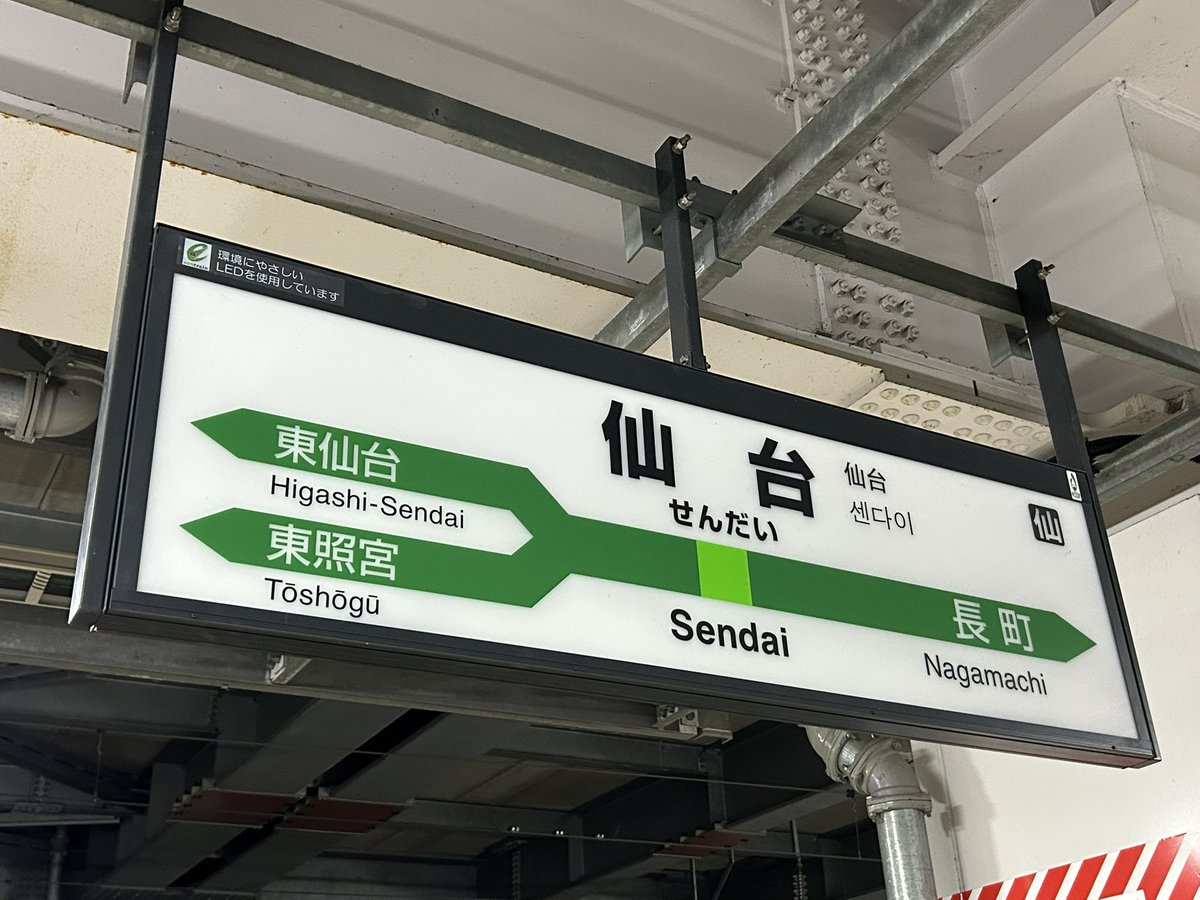 環境にやさしい
LEDを使用しています
東仙台
Higashi-Sendai
東照宮
Tōshōgū
仙台
せんだい
Sendai
仙台
센다이
仙
長町
Nagamachi